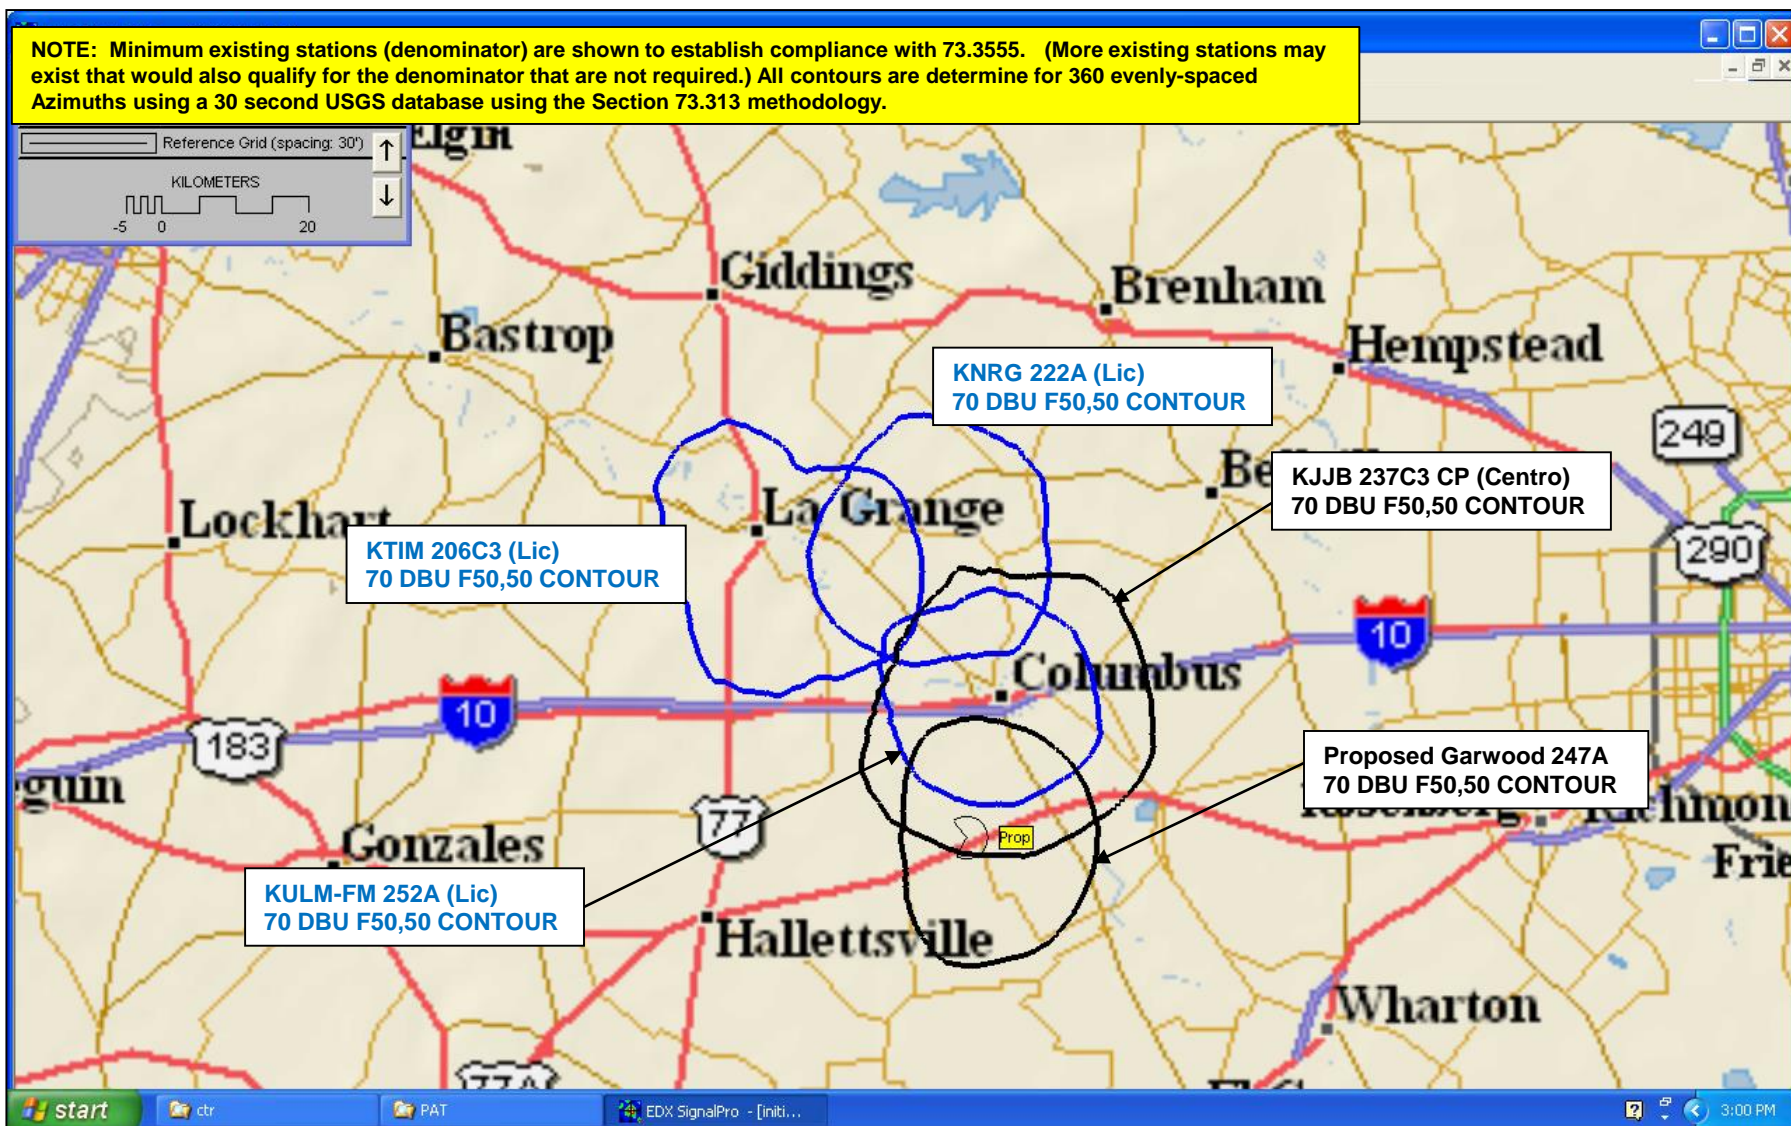 NOTE: Minimum existing stations (denominator) are shown to establish compliance with 73.3555. (More existing stations may
exist that would also qualify for the denominator that are not required.) All contours are determine for 360 evenly-spaced
Azimuths using a 30 second USGS database using the Section 73.313 methodology.
Reference Grid (spacing: 30')
KILOMETERS
-5 0 20
Elgin
Giddings
Brenham
Bastrop
Hempstead
KNRG 222A (Lic)
70 DBU F50,50 CONTOUR
249
KJJB 237C3 CP (Centro)
70 DBU F50,50 CONTOUR
La Grange
Lockhart
KTIM 206C3 (Lic)
70 DBU F50,50 CONTOUR
290
10
Columbus
10
183
Proposed Garwood 247A
70 DBU F50,50 CONTOUR
eguin
77
Richmon
Prop
Gonzales
Frie
KULM-FM 252A (Lic)
70 DBU F50,50 CONTOUR
Hallettsville
Wharton
77A
start
ctr
PAT
EDX SignalPro - [initi...
3:00 PM